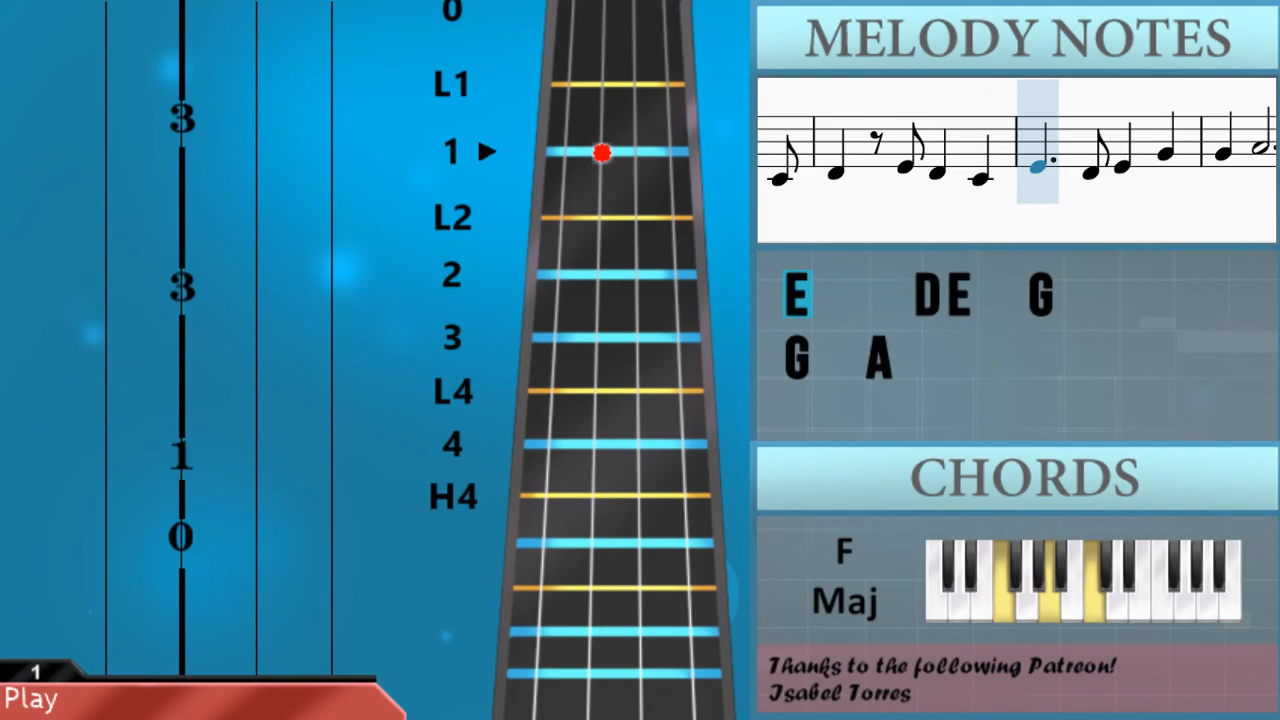 3
3
1
0
1
Play
0
L1
1 ►
L2
2
3
L4
4
H4
MELODY NOTES
E DE G
G A
CHORDS
F
Maj
Thanks to the following Patreon!
Isabel Torres